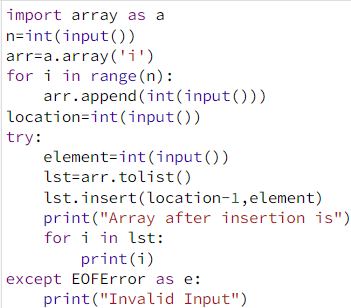 import array as a
n=int(input())
arr=a.array('i')
for i in range(n):
    arr.append(int(input()))
location=int(input())
try:
    element=int(input())
    lst=arr.tolist()
    lst.insert(location-1,element)
    print("Array after insertion is")
    for i in lst:
        print(i)
except EOFError as e:
    print("Invalid Input")